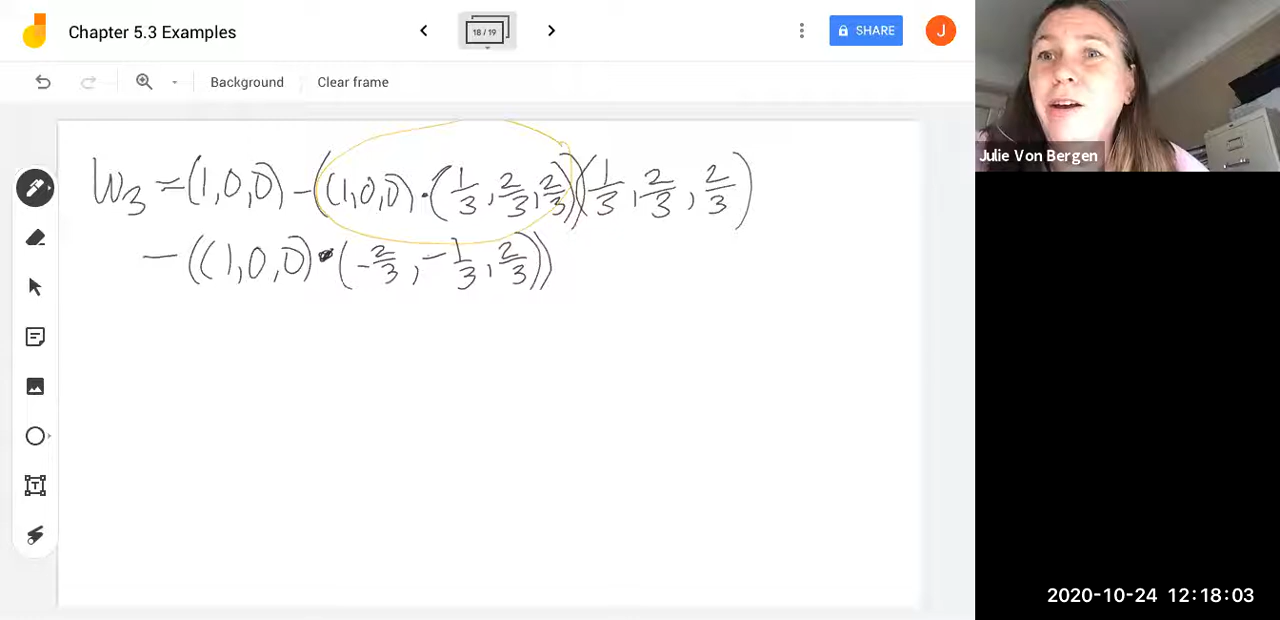 Chapter 5.3 Examples
18 / 19
SHARE
J
Background
Clear frame
Julie Von Bergen
W₃ = (1,0,0) - ((1,0,0)·(1/3, 2/3, 2/3))(1/3, 2/3, 2/3)
- ((1,0,0)·(-2/3, -1/3, 2/3))
T
2020-10-24 12:18:03